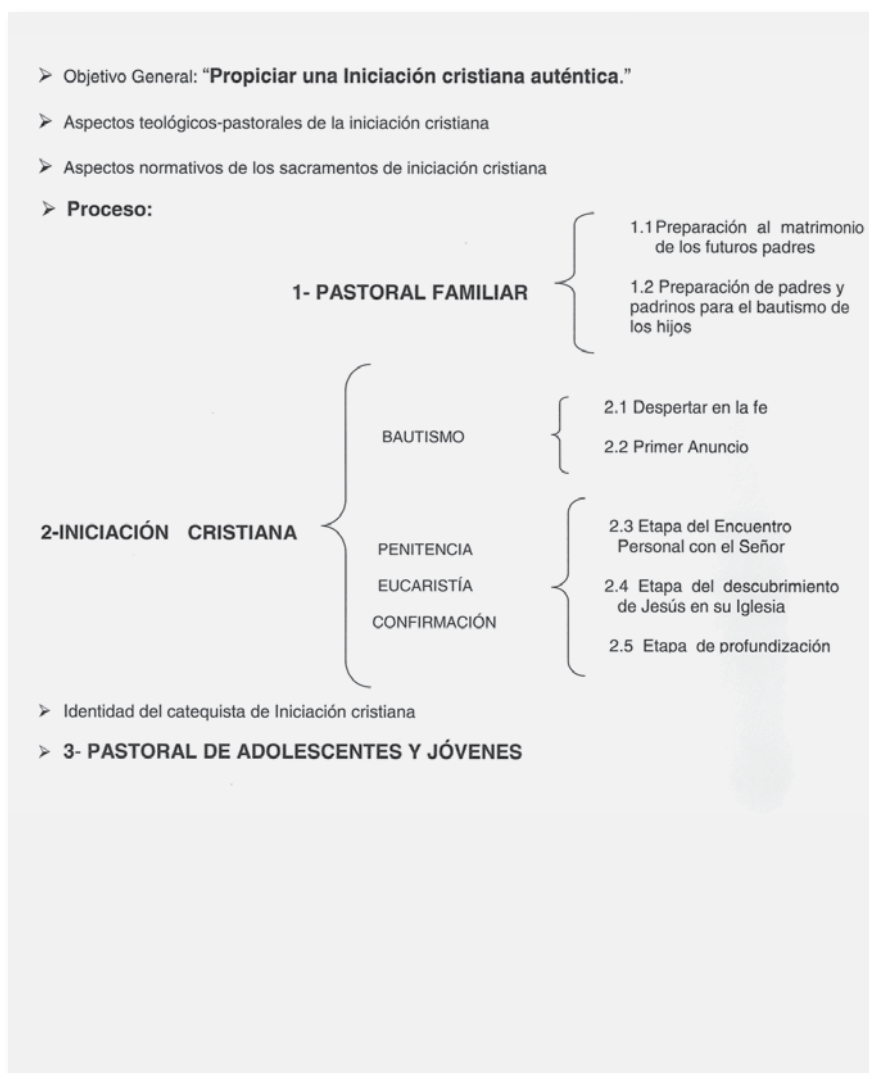 ➢ Objetivo General: “Propiciar una Iniciación cristiana auténtica.”
➢ Aspectos teológicos-pastorales de la iniciación cristiana
➢ Aspectos normativos de los sacramentos de iniciación cristiana
➢ Proceso:
1- PASTORAL FAMILIAR
1.1 Preparación al matrimonio
de los futuros padres
1.2 Preparación de padres y
padrinos para el bautismo de
los hijos
2-INICIACIÓN CRISTIANA
BAUTISMO
2.1 Despertar en la fe
2.2 Primer Anuncio
PENITENCIA
EUCARISTÍA
CONFIRMACIÓN
2.3 Etapa del Encuentro
Personal con el Señor
2.4 Etapa del descubrimiento
de Jesús en su Iglesia
2.5 Etapa de profundización
➢ Identidad del catequista de Iniciación cristiana
➢ 3- PASTORAL DE ADOLESCENTES Y JÓVENES